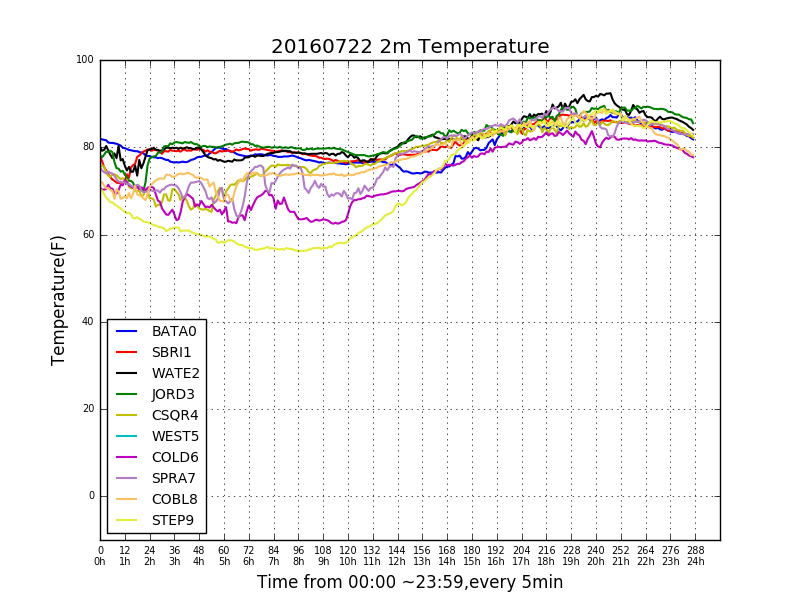 20160722 2m Temperature
100
80
60
40
20
0
Temperature(F)
BATA0
SBRI1
WATE2
JORD3
CSQR4
WEST5
COLD6
SPRA7
COBL8
STEP9
0 12 24 36 48 60 72 84 96 108 120 132 144 156 168 180 192 204 216 228 240 252 264 276 288
0h 1h 2h 3h 4h 5h 6h 7h 8h 9h 10h 11h 12h 13h 14h 15h 16h 17h 18h 19h 20h 21h 22h 23h 24h
Time from 00:00 ~23:59,every 5min